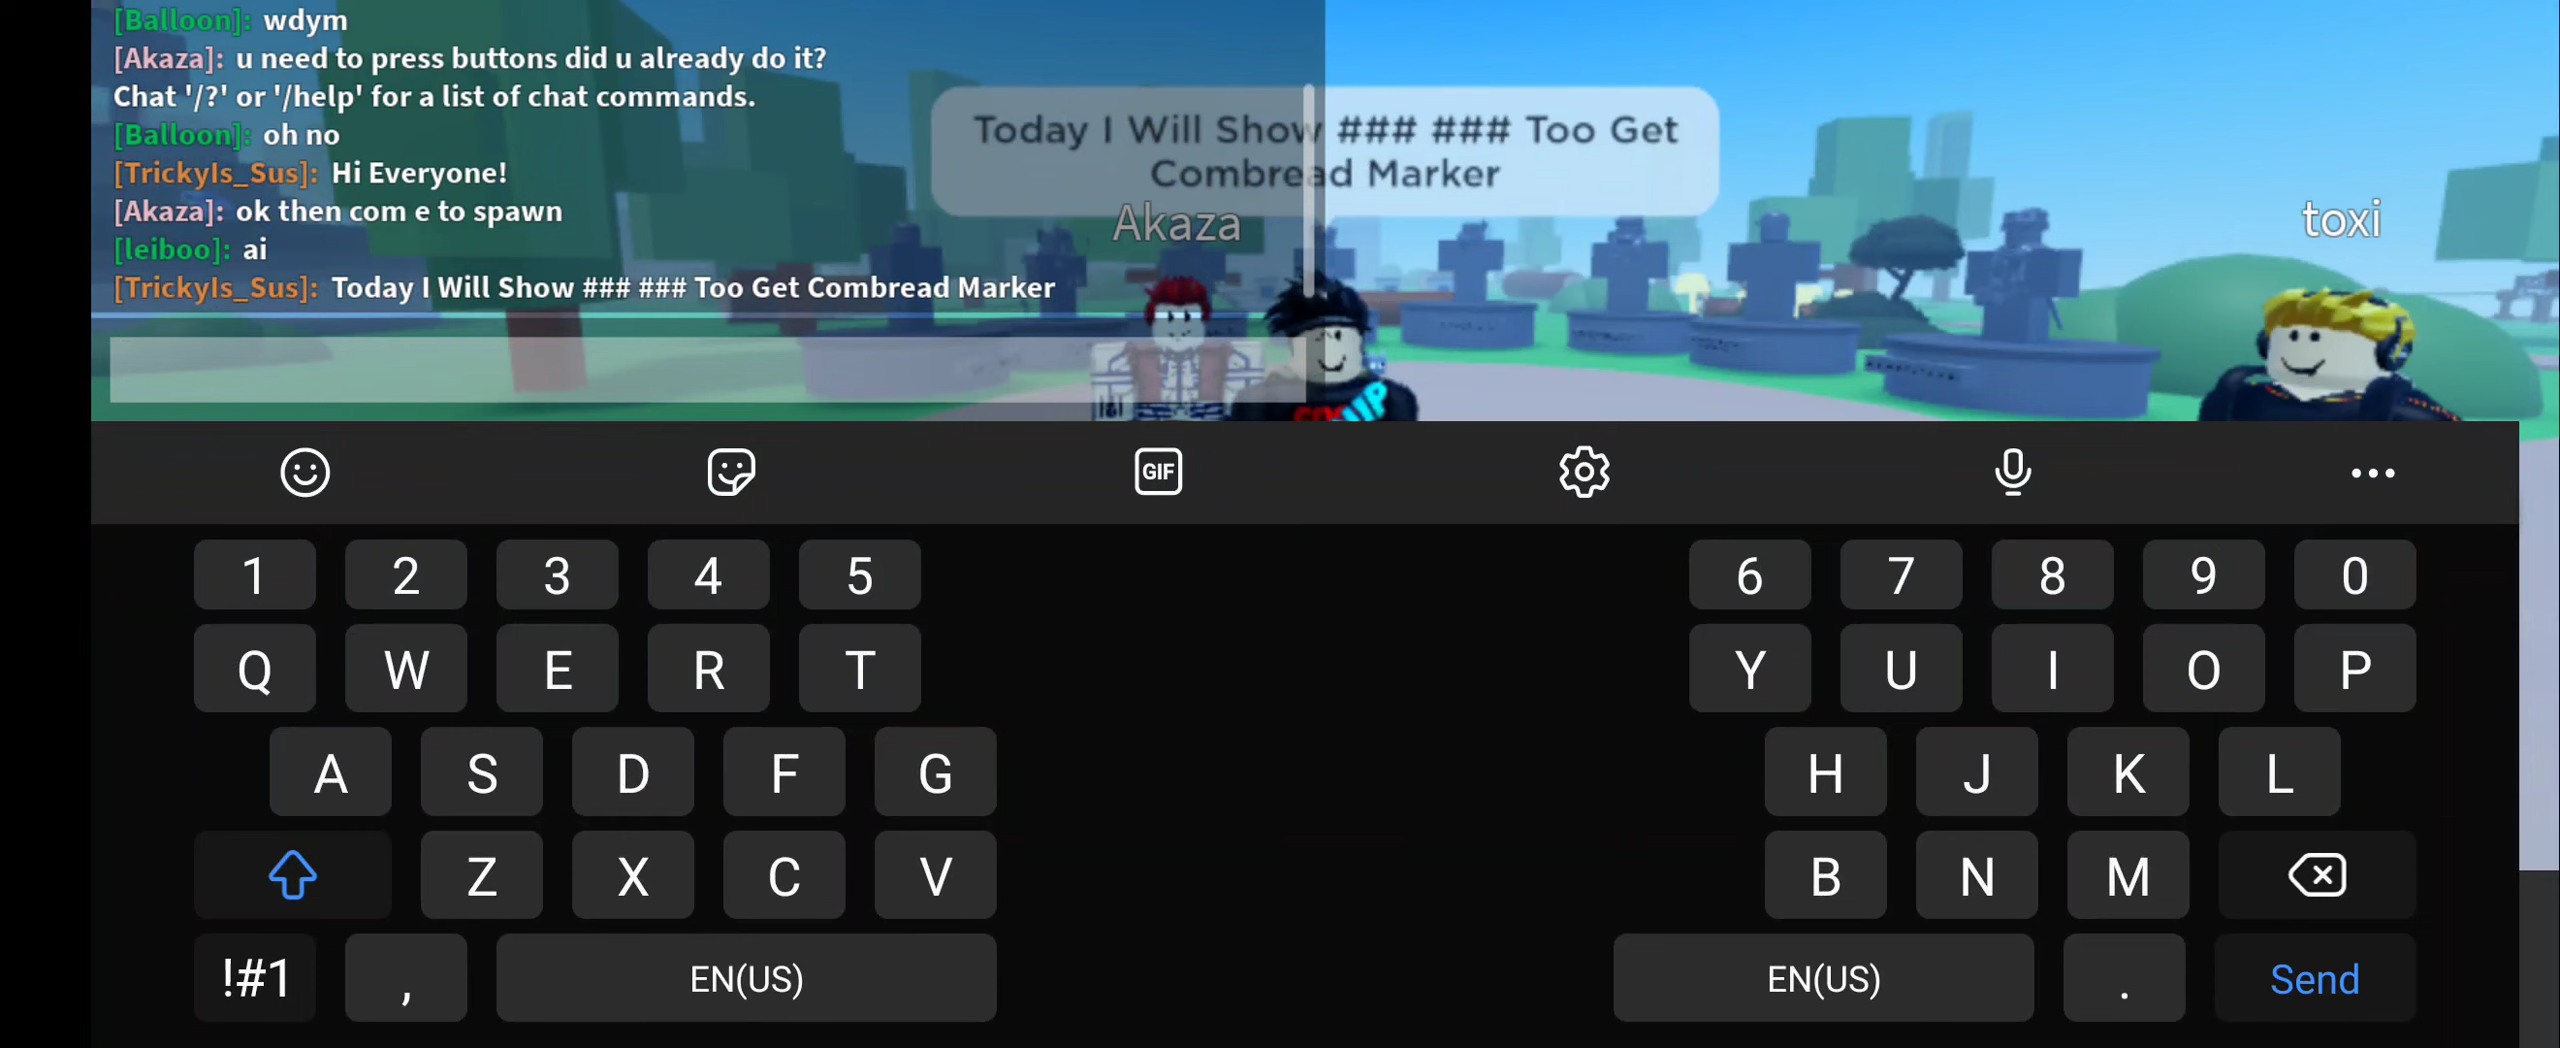 [Balloon]: wdym
[Akaza]: u need to press buttons did u already do it?
Chat '/?' or '/help' for a list of chat commands.
[Balloon]: oh no
[TrickyIs_Sus]: Hi Everyone!
[Akaza]: ok then com e to spawn
[leiboo]: ai
[TrickyIs_Sus]: Today I Will Show ### ### Too Get Combread Marker
Today I Will Show ### ### Too Get
Combread Marker
Akaza
toxi
GIF
1 2 3 4 5 6 7 8 9 0
Q W E R T Y U I O P
A S D F G H J K L
Z X C V B N M
!#1 , EN(US) EN(US) . Send